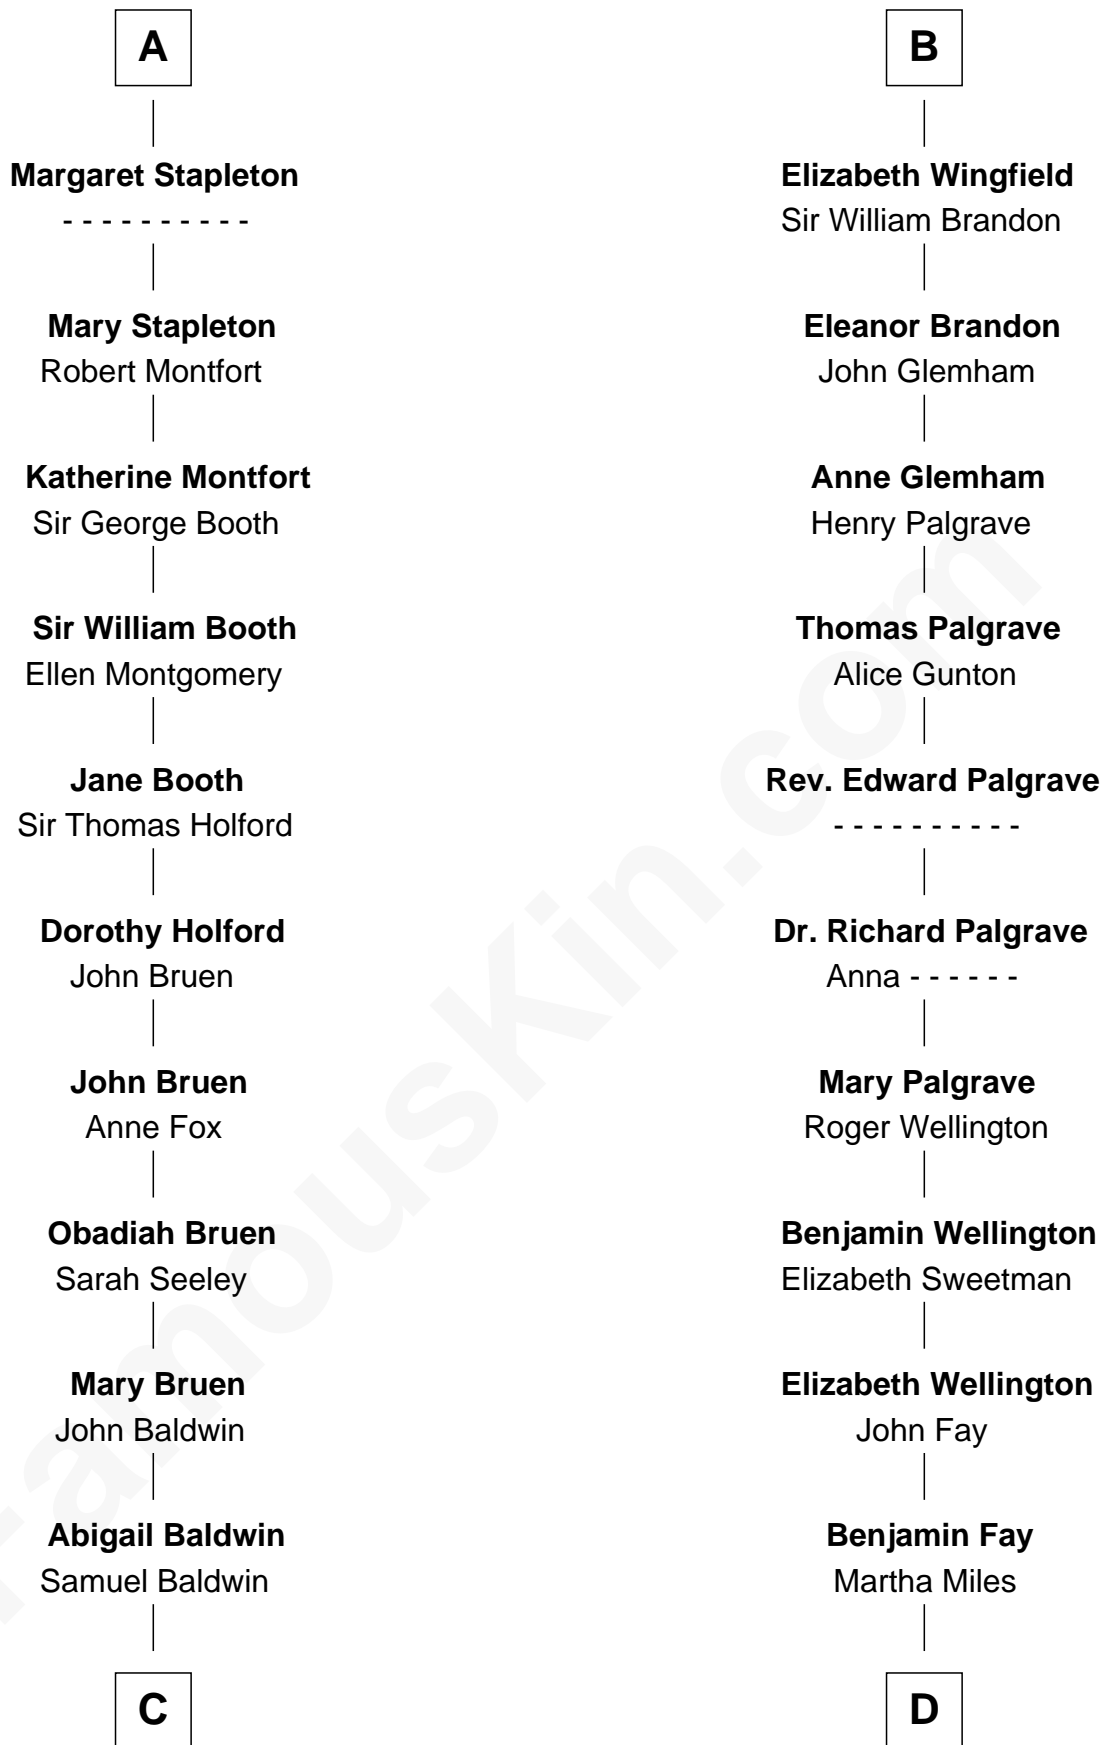 A
Margaret Stapleton
- - - - - - - - - -
Mary Stapleton
Robert Montfort
Katherine Montfort
Sir George Booth
Sir William Booth
Ellen Montgomery
Jane Booth
Sir Thomas Holford
Dorothy Holford
John Bruen
John Bruen
Anne Fox
Obadiah Bruen
Sarah Seeley
Mary Bruen
John Baldwin
Abigail Baldwin
Samuel Baldwin
C
B
Elizabeth Wingfield
Sir William Brandon
Eleanor Brandon
John Glemham
Anne Glemham
Henry Palgrave
Thomas Palgrave
Alice Gunton
Rev. Edward Palgrave
- - - - - - - - - -
Dr. Richard Palgrave
Anna - - - - - -
Mary Palgrave
Roger Wellington
Benjamin Wellington
Elizabeth Sweetman
Elizabeth Wellington
John Fay
Benjamin Fay
Martha Miles
D
FamousKin.com